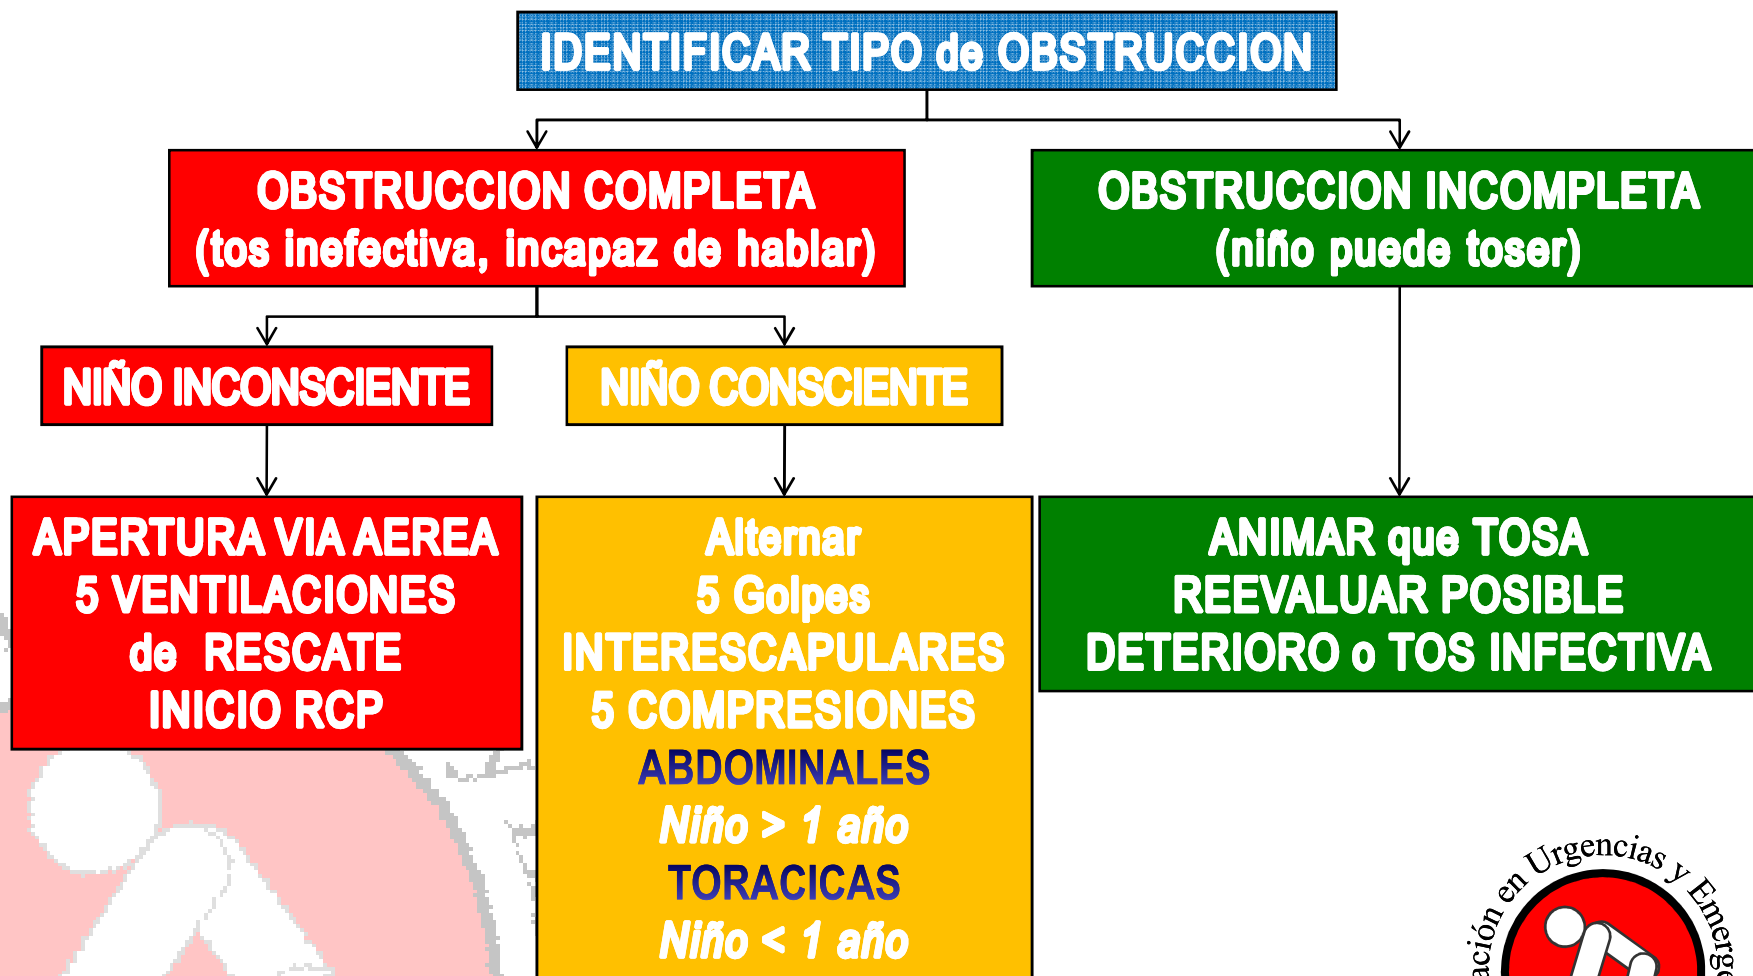 IDENTIFICAR TIPO de OBSTRUCCION
OBSTRUCCION COMPLETA
(tos inefectiva, incapaz de hablar)
OBSTRUCCION INCOMPLETA
(niño puede toser)
NIÑO INCONSCIENTE
NIÑO CONSCIENTE
APERTURA VIA AEREA
5 VENTILACIONES
de RESCATE
INICIO RCP
Alternar
5 Golpes
INTERESCAPULARES
5 COMPRESIONES
ABDOMINALES
Niño > 1 año
TORACICAS
Niño < 1 año
ANIMAR que TOSA
REEVALUAR POSIBLE
DETERIORO o TOS INFECTIVA
en Urgencias y